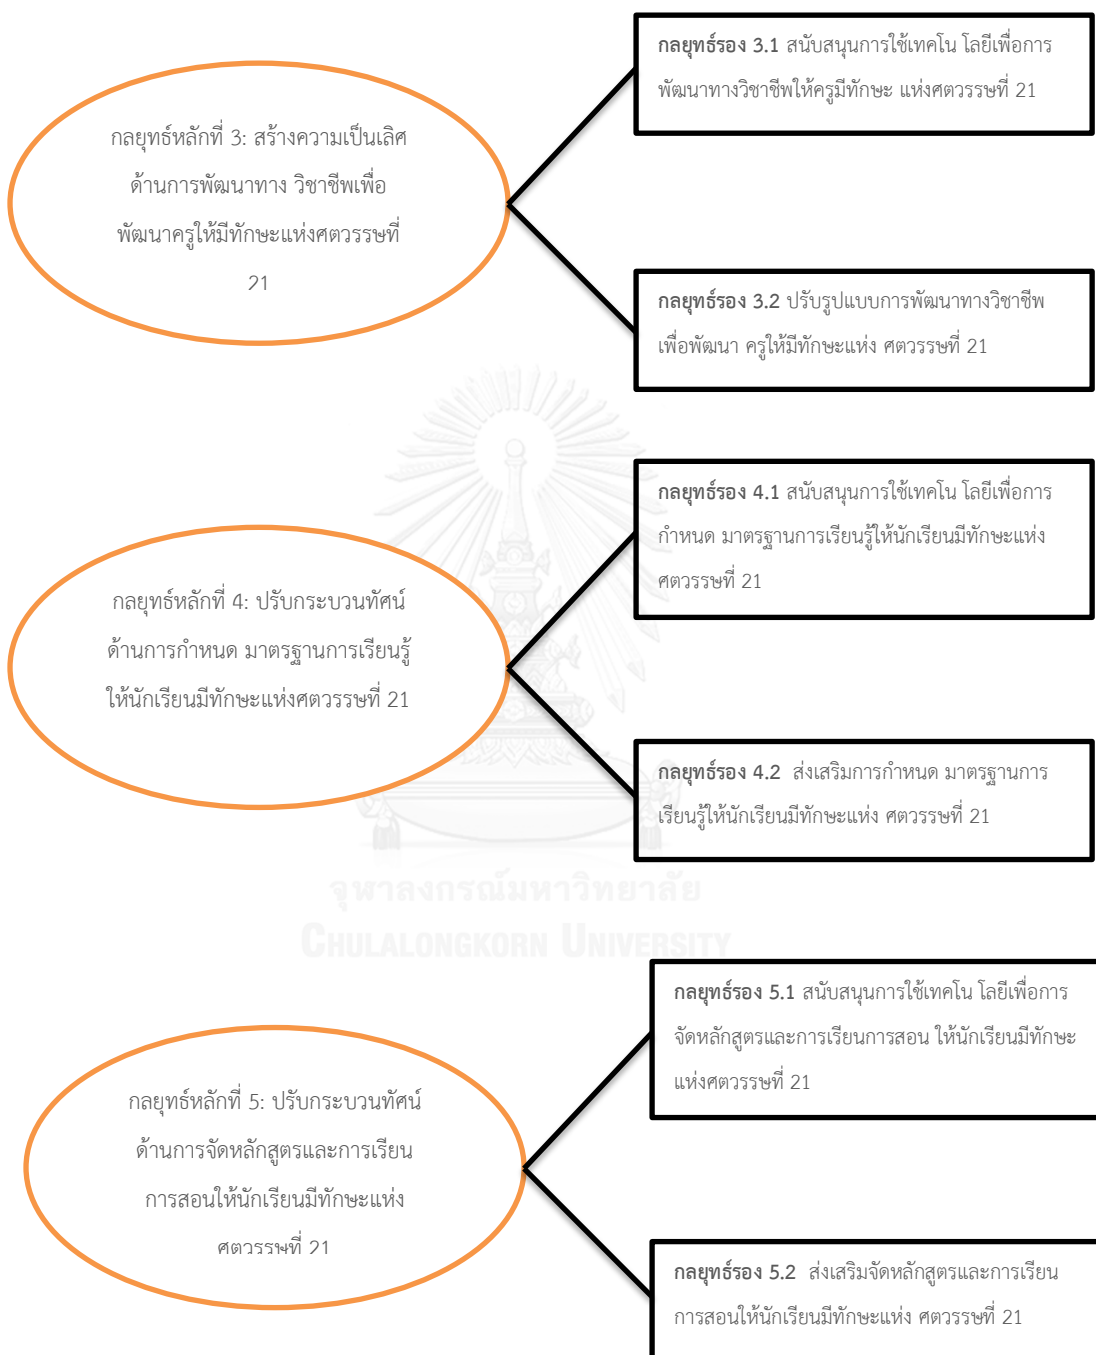 กลยุทธ์หลักที่ 3: สร้างความเป็นเลิศ
ด้านการพัฒนาทาง วิชาชีพเพื่อ
พัฒนาครูให้มีทักษะแห่งศตวรรษที่
21
กลยุทธ์รอง 3.1 สนับสนุนการใช้เทคโน โลยีเพื่อการ
พัฒนาทางวิชาชีพให้ครูมีทักษะ แห่งศตวรรษที่ 21
กลยุทธ์รอง 3.2 ปรับรูปแบบการพัฒนาทางวิชาชีพ
เพื่อพัฒนา ครูให้มีทักษะแห่ง ศตวรรษที่ 21
กลยุทธ์หลักที่ 4: ปรับกระบวนทัศน์
ด้านการกำหนด มาตรฐานการเรียนรู้
ให้นักเรียนมีทักษะแห่งศตวรรษที่ 21
กลยุทธ์รอง 4.1 สนับสนุนการใช้เทคโน โลยีเพื่อการ
กำหนด มาตรฐานการเรียนรู้ให้นักเรียนมีทักษะแห่ง
ศตวรรษที่ 21
กลยุทธ์รอง 4.2 ส่งเสริมการกำหนด มาตรฐานการ
เรียนรู้ให้นักเรียนมีทักษะแห่ง ศตวรรษที่ 21
จุฬาลงกรณ์มหาวิทยาลัย
CHULALONGKORN UNIVERSITY
กลยุทธ์หลักที่ 5: ปรับกระบวนทัศน์
ด้านการจัดหลักสูตรและการเรียน
การสอนให้นักเรียนมีทักษะแห่ง
ศตวรรษที่ 21
กลยุทธ์รอง 5.1 สนับสนุนการใช้เทคโน โลยีเพื่อการ
จัดหลักสูตรและการเรียนการสอน ให้นักเรียนมีทักษะ
แห่งศตวรรษที่ 21
กลยุทธ์รอง 5.2 ส่งเสริมจัดหลักสูตรและการเรียน
การสอนให้นักเรียนมีทักษะแห่ง ศตวรรษที่ 21